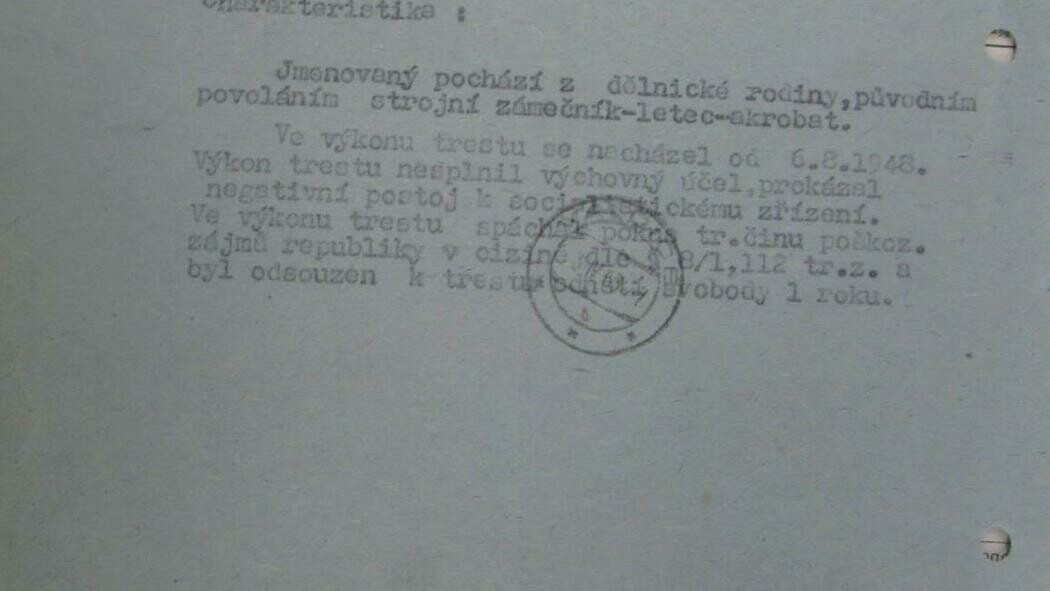 Charakteristika :
Jmenovaný pochází z dělnické rodiny,původním
povoláním strojní zámečník-letec-akrobat.
Ve výkonu trestu se nacházel od 6.8.1948.
Výkon trestu nesplnil výchovný účel,prokázal
negativní postoj k socialistickému zřízení.
Ve výkonu trestu spáchal pokus tr.činu poškoz.
zájmů republiky v cizině dle § 8/1,112 tr.z. a
byl odsouzen k trestu odnětí svobody 1 roku.